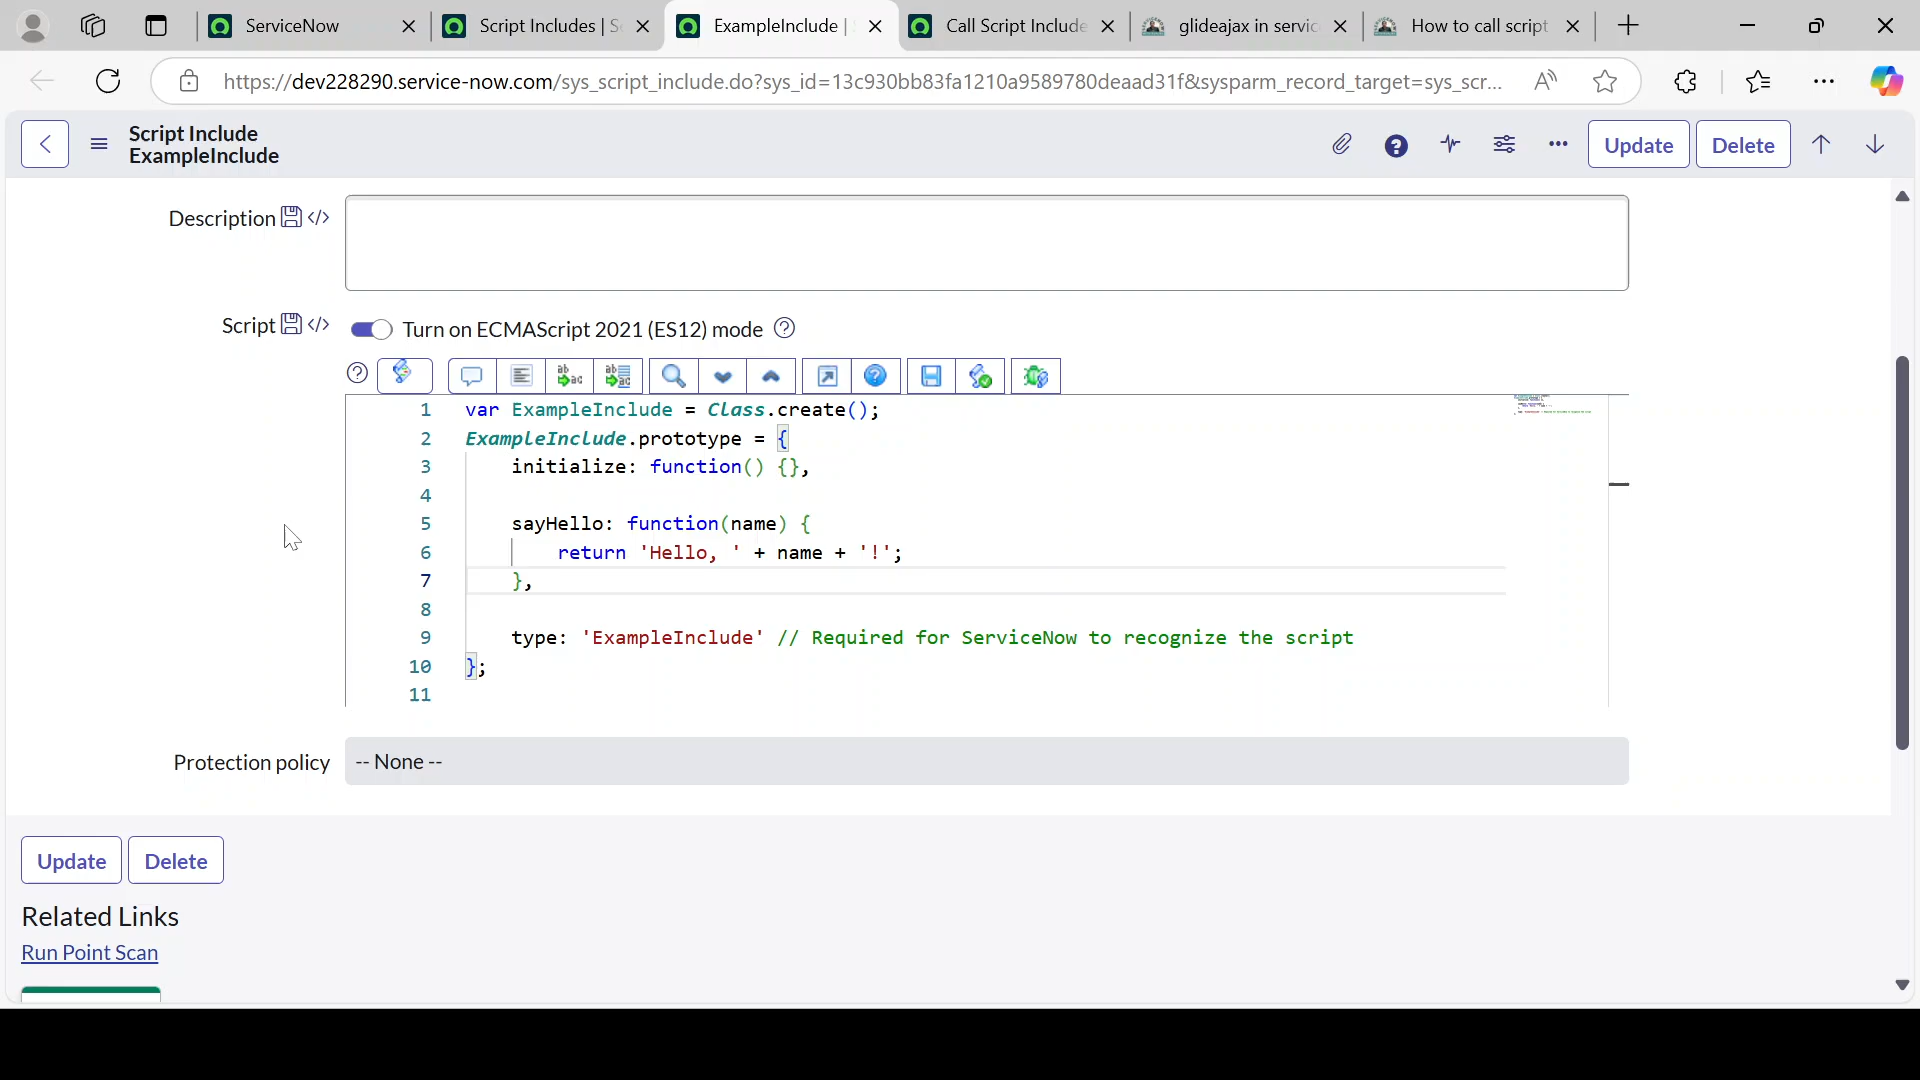 ServiceNow
Script Includes | S
ExampleInclude |
Call Script Include
glideajax in servic
How to call script
https://dev228290.service-now.com/sys_script_include.do?sys_id=13c930bb83fa1210a9589780deaad31f&sysparm_record_target=sys_scr...
Script Include
ExampleInclude
Update
Delete
Description
Script
Turn on ECMAScript 2021 (ES12) mode
1 var ExampleInclude = Class.create();
2 ExampleInclude.prototype = {
3 initialize: function() {},
4
5 sayHello: function(name) {
6 return 'Hello, ' + name + '!';
7 },
8
9 type: 'ExampleInclude' // Required for ServiceNow to recognize the script
10 };
11
Protection policy
-- None --
Update
Delete
Related Links
Run Point Scan